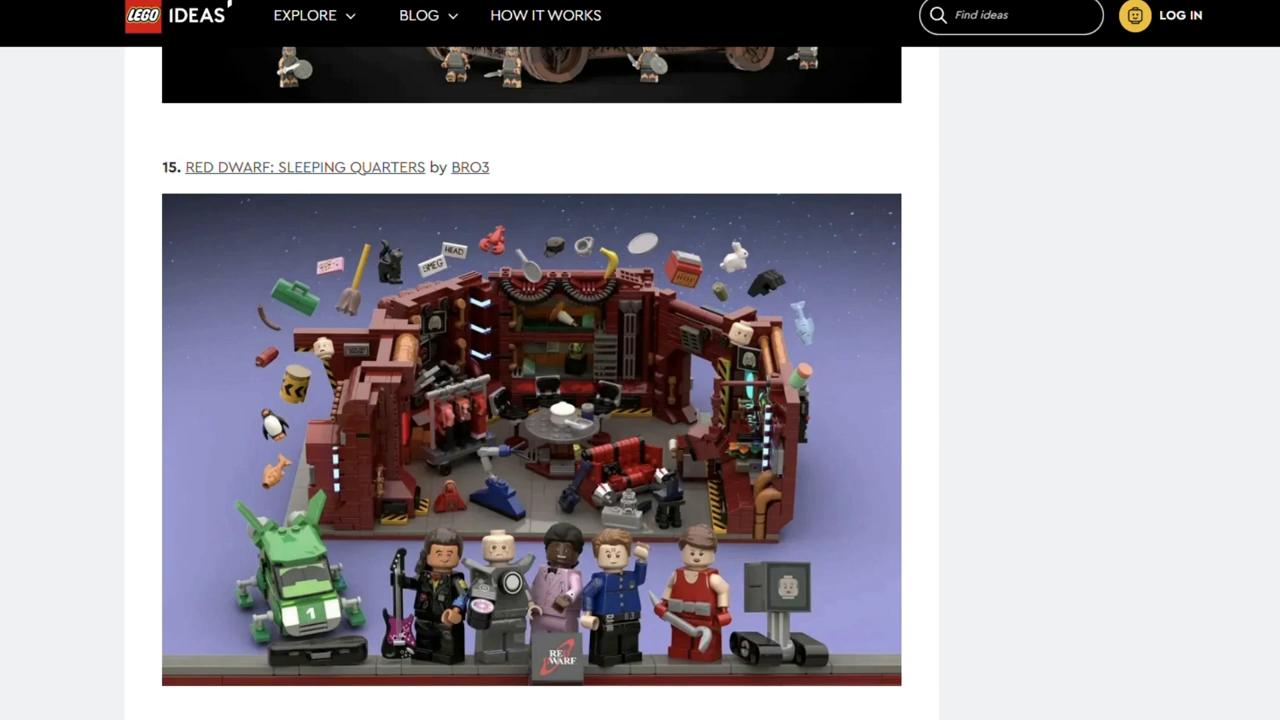 LEGO IDEAS EXPLORE BLOG HOW IT WORKS Find ideas LOG IN
15. RED DWARF: SLEEPING QUARTERS by BRO3
HEAD
SMEG
1
RED
DWARF